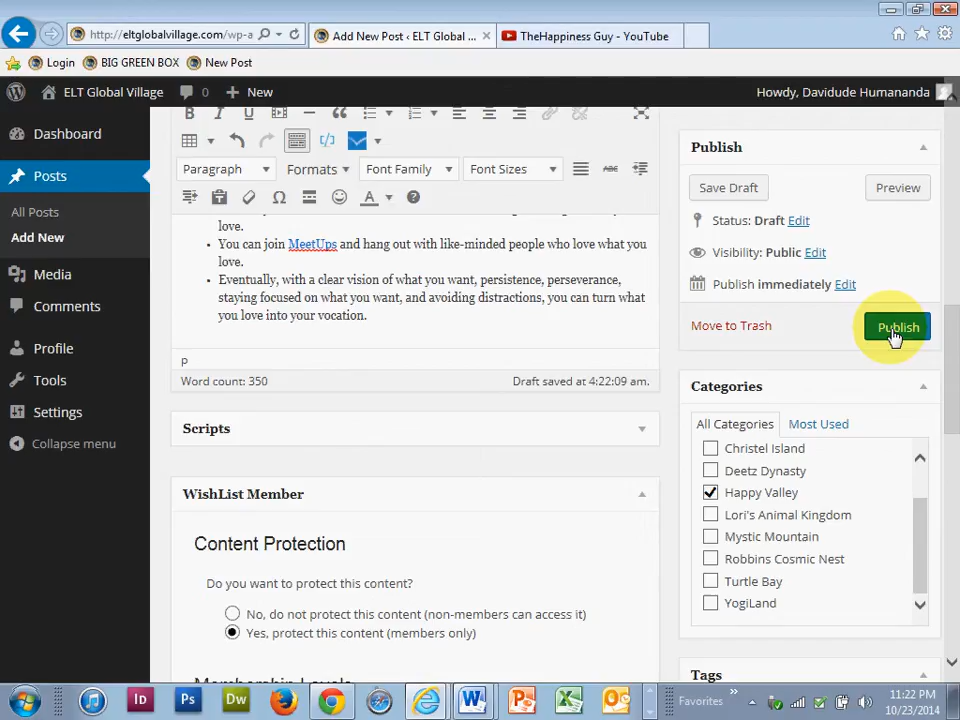 http://eltglobalvillage.com/wp-a
Add New Post ‹ ELT Global ...
TheHappiness Guy - YouTube
Login
BIG GREEN BOX
New Post
ELT Global Village
0
New
Howdy, Davidude Humananda
Dashboard
Posts
All Posts
Add New
Media
Comments
Profile
Tools
Settings
Collapse menu
Paragraph
Formats
Font Family
Font Sizes
ABC
love.
You can join MeetUps and hang out with like-minded people who love what you
love.
Eventually, with a clear vision of what you want, persistence, perseverance,
staying focused on what you want, and avoiding distractions, you can turn what
you love into your vocation.
p
Word count: 350
Draft saved at 4:22:09 am.
Scripts
WishList Member
Content Protection
Do you want to protect this content?
No, do not protect this content (non-members can access it)
Yes, protect this content (members only)
Publish
Save Draft
Preview
Status: Draft Edit
Visibility: Public Edit
Publish immediately Edit
Move to Trash
Publish
Categories
All Categories
Most Used
Christel Island
Deetz Dynasty
Happy Valley
Lori's Animal Kingdom
Mystic Mountain
Robbins Cosmic Nest
Turtle Bay
YogiLand
Tags
Id
Ps
Dw
Favorites
11:22 PM
10/23/2014